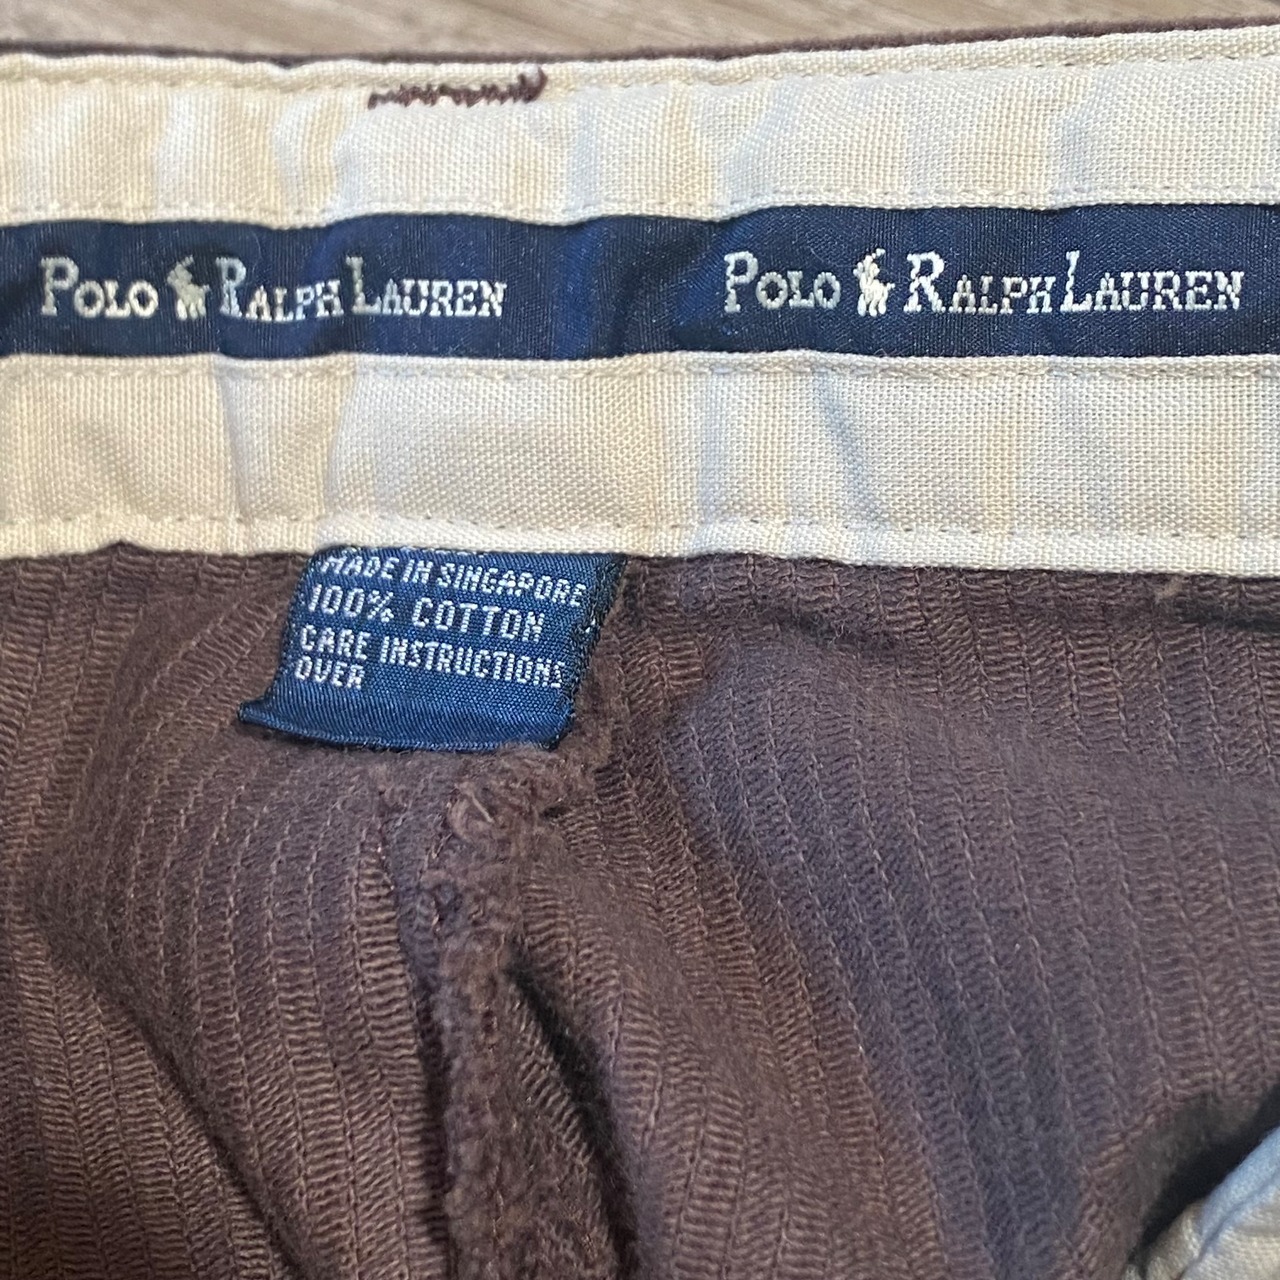 POLO RALPH LAUREN POLO RALPH LAUREN
MADE IN SINGAPORE
100% COTTON
CARE INSTRUCTIONS
OVER